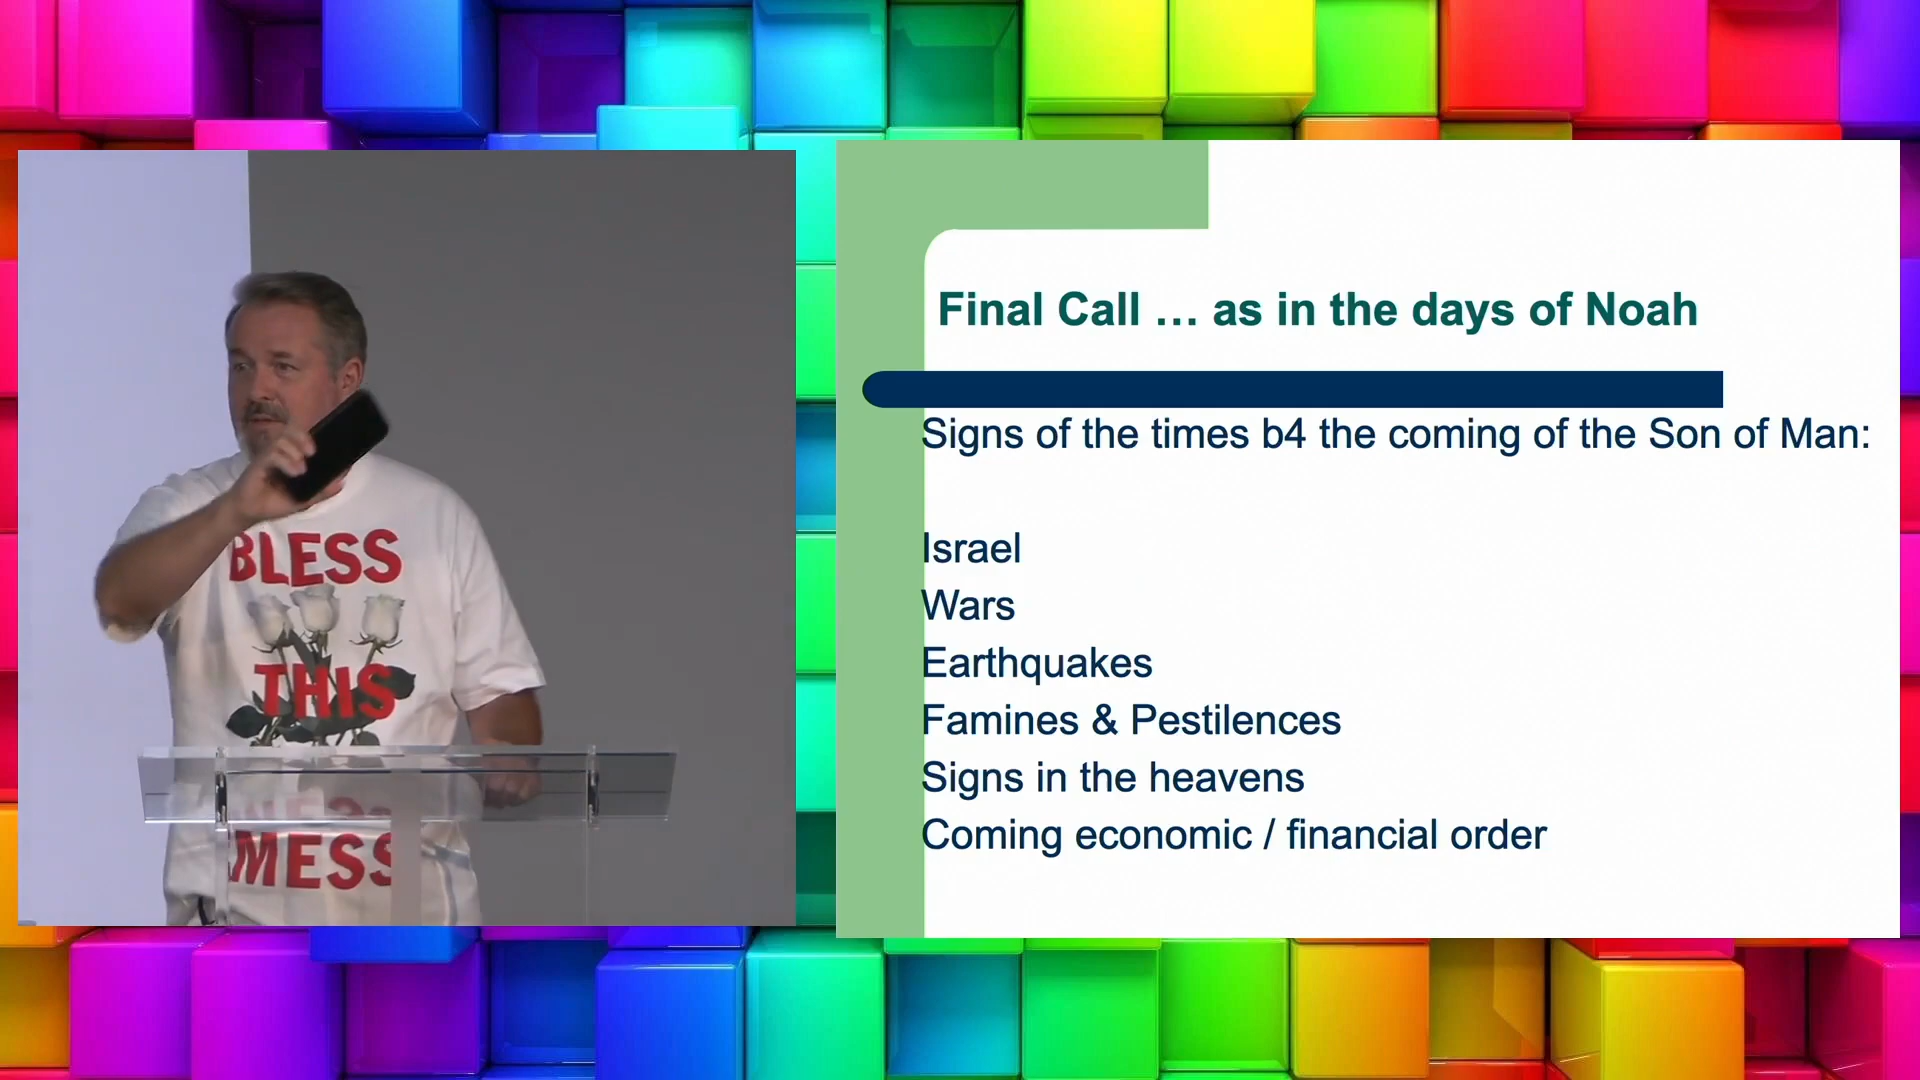 BLESS
THIS
MESS
Final Call … as in the days of Noah
Signs of the times b4 the coming of the Son of Man:
Israel
Wars
Earthquakes
Famines & Pestilences
Signs in the heavens
Coming economic / financial order